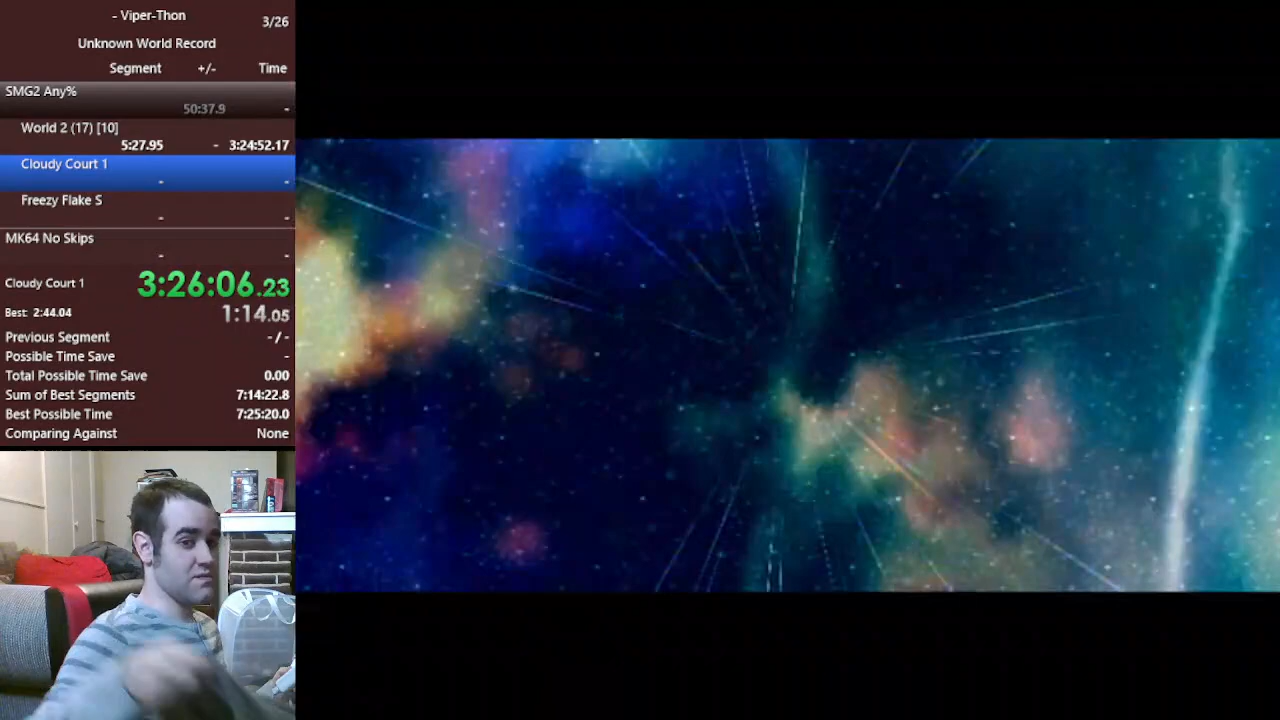 - Viper-Thon
3/26
Unknown World Record
Segment +/- Time
SMG2 Any%
50:37.9 -
World 2 (17) [10]
5:27.95 - 3:24:52.17
Cloudy Court 1
- -
Freezy Flake S
- -
MK64 No Skips
- -
Cloudy Court 1 3:26:06.23
Best: 2:44.04 1:14.05
Previous Segment - / -
Possible Time Save -
Total Possible Time Save 0.00
Sum of Best Segments 7:14:22.8
Best Possible Time 7:25:20.0
Comparing Against None